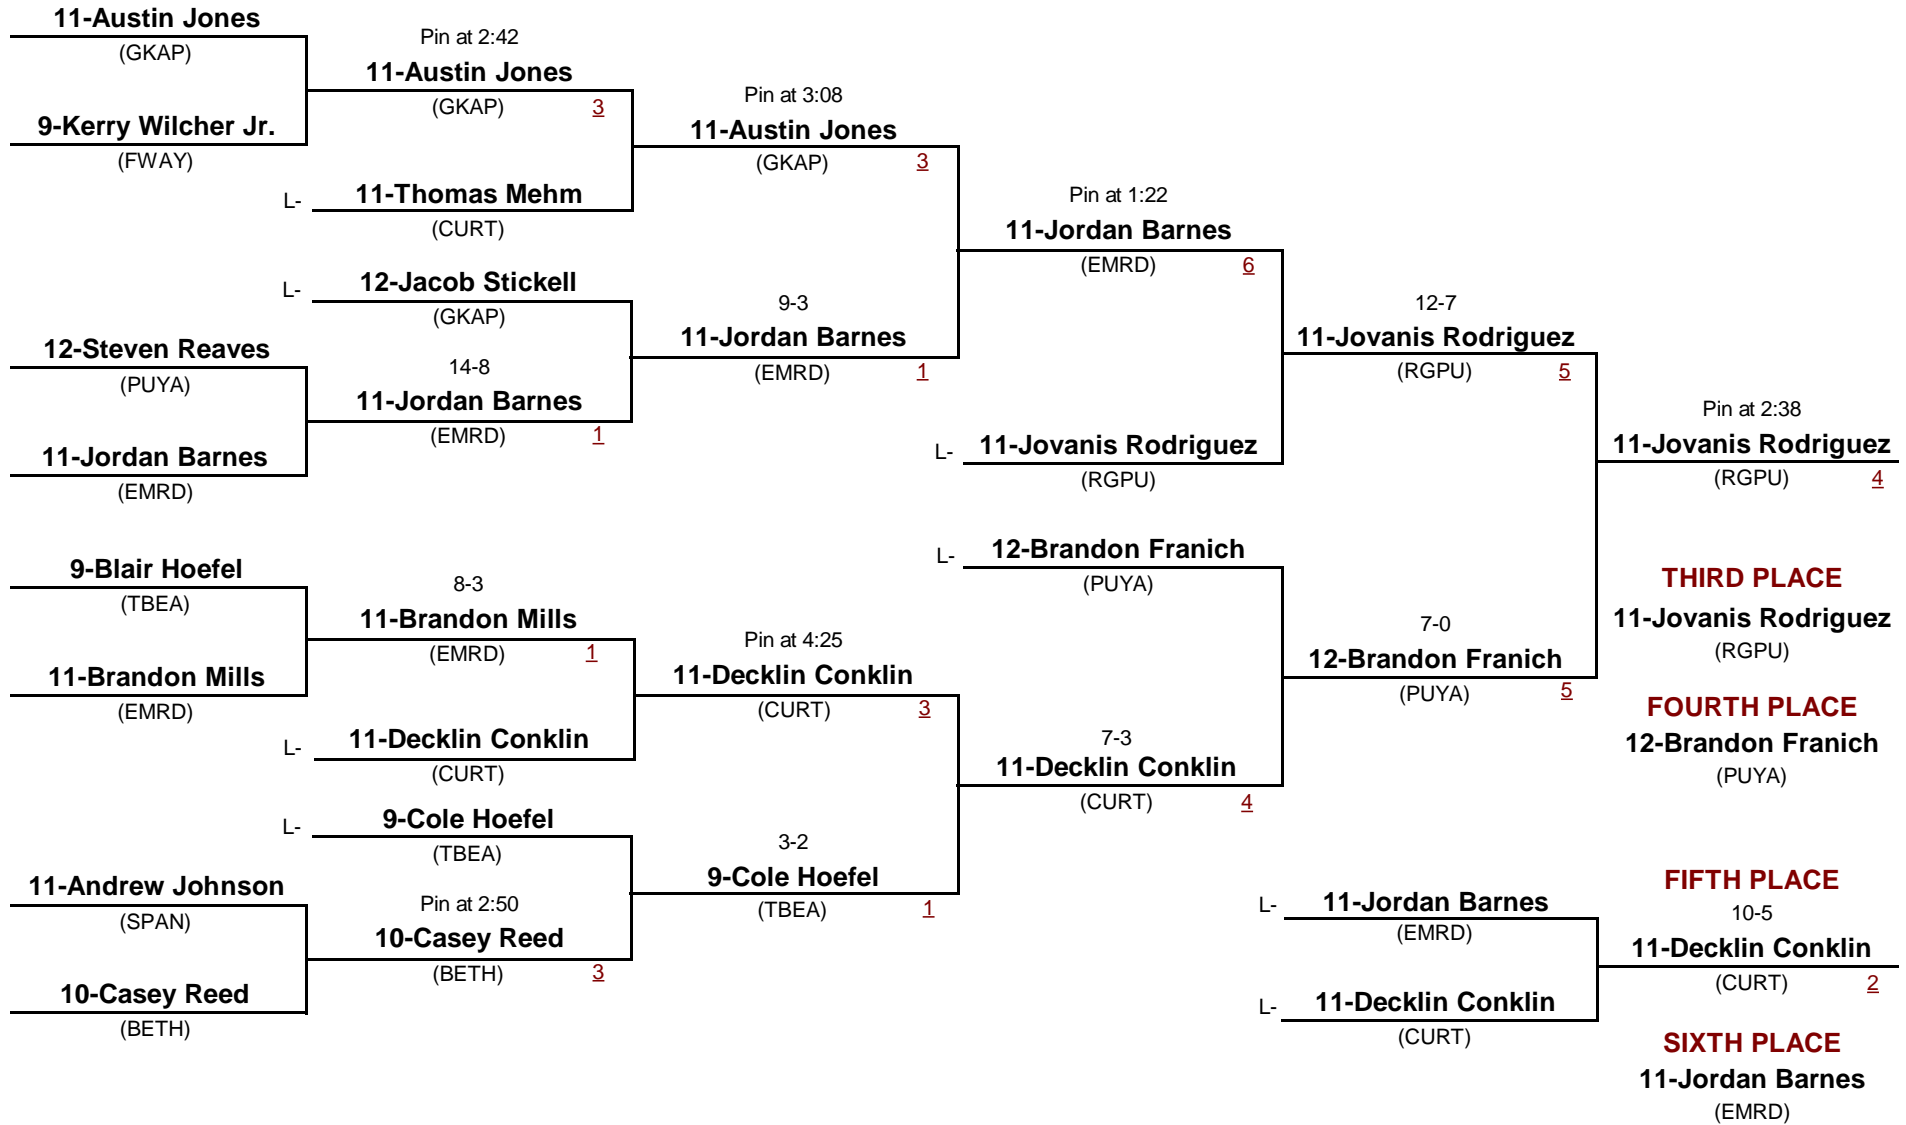 11-Austin Jones
(GKAP)
9-Kerry Wilcher Jr.
(FWAY)
12-Steven Reaves
(PUYA)
11-Jordan Barnes
(EMRD)
9-Blair Hoefel
(TBEA)
11-Brandon Mills
(EMRD)
11-Andrew Johnson
(SPAN)
10-Casey Reed
(BETH)
Pin at 2:42
11-Austin Jones
(GKAP) 3
L- 11-Thomas Mehm
(CURT)
L- 12-Jacob Stickell
(GKAP)
14-8
11-Jordan Barnes
(EMRD) 1
8-3
11-Brandon Mills
(EMRD) 1
L- 11-Decklin Conklin
(CURT)
L- 9-Cole Hoefel
(TBEA)
Pin at 2:50
10-Casey Reed
(BETH) 3
Pin at 3:08
11-Austin Jones
(GKAP) 3
9-3
11-Jordan Barnes
(EMRD) 1
Pin at 4:25
11-Decklin Conklin
(CURT) 3
3-2
9-Cole Hoefel
(TBEA) 1
Pin at 1:22
11-Jordan Barnes
(EMRD) 6
L- 11-Jovanis Rodriguez
(RGPU)
L- 12-Brandon Franich
(PUYA)
7-3
11-Decklin Conklin
(CURT) 4
12-7
11-Jovanis Rodriguez
(RGPU) 5
7-0
12-Brandon Franich
(PUYA) 5
L- 11-Jordan Barnes
(EMRD)
L- 11-Decklin Conklin
(CURT)
Pin at 2:38
11-Jovanis Rodriguez
(RGPU) 4
THIRD PLACE
11-Jovanis Rodriguez
(RGPU)
FOURTH PLACE
12-Brandon Franich
(PUYA)
FIFTH PLACE
10-5
11-Decklin Conklin
(CURT) 2
SIXTH PLACE
11-Jordan Barnes
(EMRD)